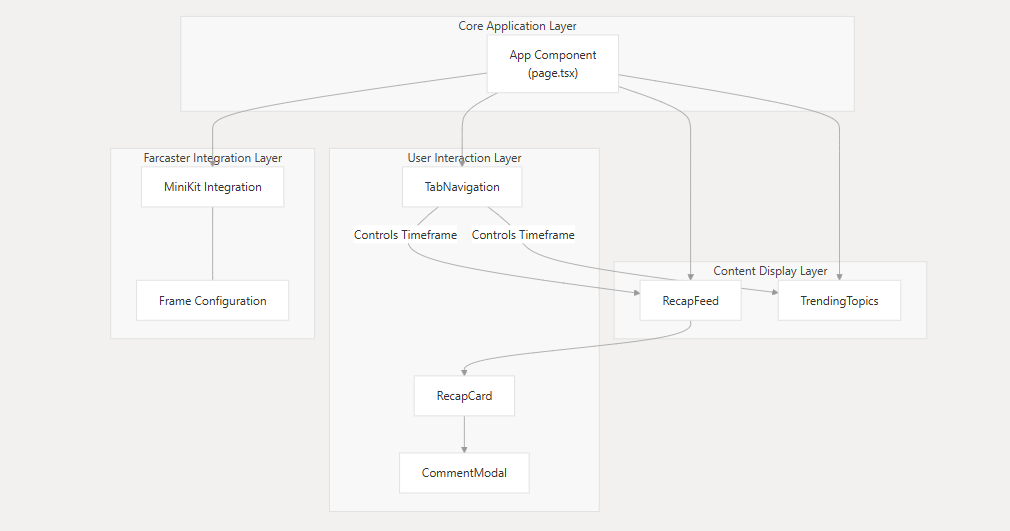 Core Application Layer
App Component
(page.tsx)
Farcaster Integration Layer
User Interaction Layer
MiniKit Integration
TabNavigation
Controls Timeframe
Controls Timeframe
Content Display Layer
Frame Configuration
RecapFeed
TrendingTopics
RecapCard
CommentModal